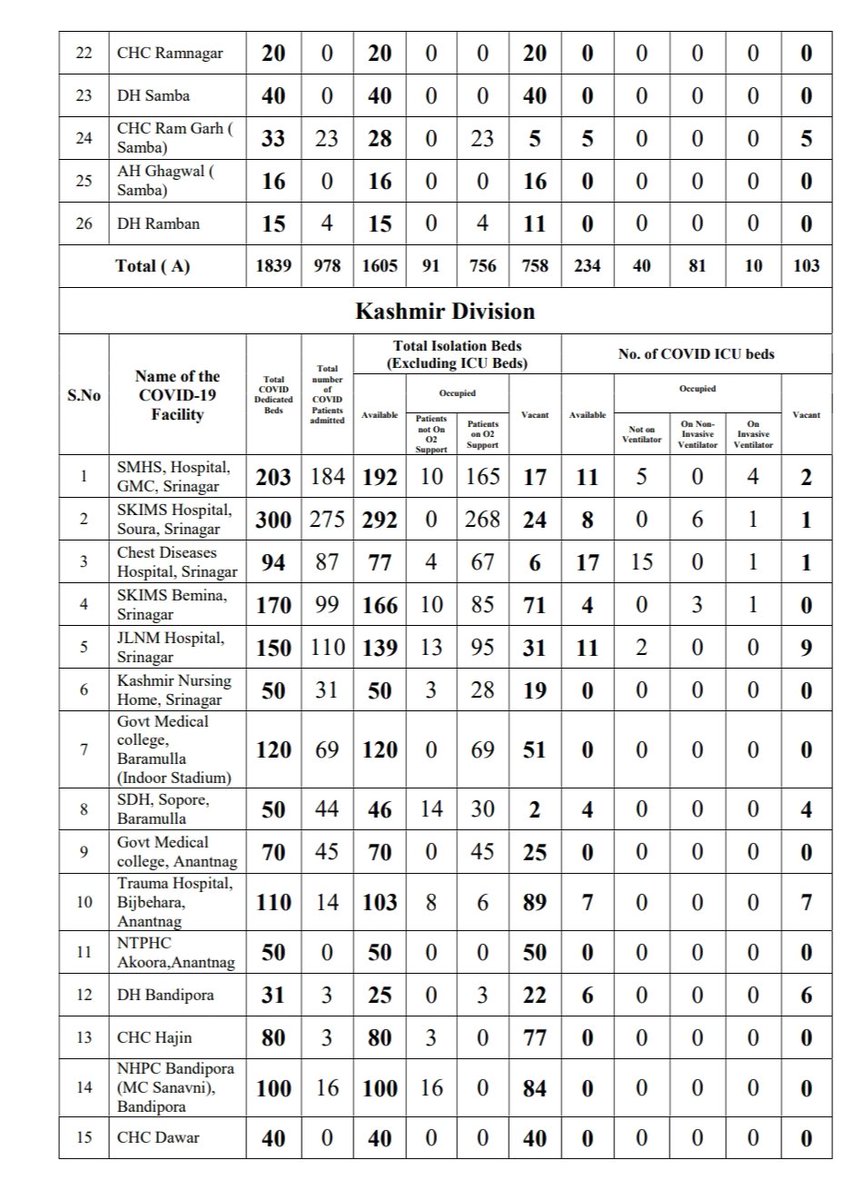 22 CHC Ramnagar 20 0 20 0 0 20 0 0 0 0 0
23 DH Samba 40 0 40 0 0 40 0 0 0 0 0
24 CHC Ram Garh ( Samba) 33 23 28 0 23 5 5 0 0 0 5
25 AH Ghagwal ( Samba) 16 0 16 0 0 16 0 0 0 0 0
26 DH Ramban 15 4 15 0 4 11 0 0 0 0 0
Total ( A) 1839 978 1605 91 756 758 234 40 81 10 103
Kashmir Division
S.No
Name of the COVID-19 Facility
Total COVID Dedicated Beds
Total number of COVID Patients admitted
Total Isolation Beds (Excluding ICU Beds)
No. of COVID ICU beds
Available
Occupied
Patients not On O2 Support
Patients on O2 Support
Vacant
Available
Occupied
Not on Ventilator
On Non-Invasive Ventilator
On Invasive Ventilator
Vacant
1 SMHS, Hospital, GMC, Srinagar 203 184 192 10 165 17 11 5 0 4 2
2 SKIMS Hospital, Soura, Srinagar 300 275 292 0 268 24 8 0 6 1 1
3 Chest Diseases Hospital, Srinagar 94 87 77 4 67 6 17 15 0 1 1
4 SKIMS Bemina, Srinagar 170 99 166 10 85 71 4 0 3 1 0
5 JLNM Hospital, Srinagar 150 110 139 13 95 31 11 2 0 0 9
6 Kashmir Nursing Home, Srinagar 50 31 50 3 28 19 0 0 0 0 0
7 Govt Medical college, Baramulla (Indoor Stadium) 120 69 120 0 69 51 0 0 0 0 0
8 SDH, Sopore, Baramulla 50 44 46 14 30 2 4 0 0 0 4
9 Govt Medical college, Anantnag 70 45 70 0 45 25 0 0 0 0 0
10 Trauma Hospital, Bijbehara, Anantnag 110 14 103 8 6 89 7 0 0 0 7
11 NTPHC Akoora,Anantnag 50 0 50 0 0 50 0 0 0 0 0
12 DH Bandipora 31 3 25 0 3 22 6 0 0 0 6
13 CHC Hajin 80 3 80 3 0 77 0 0 0 0 0
14 NHPC Bandipora (MC Sanavni), Bandipora 100 16 100 16 0 84 0 0 0 0 0
15 CHC Dawar 40 0 40 0 0 40 0 0 0 0 0